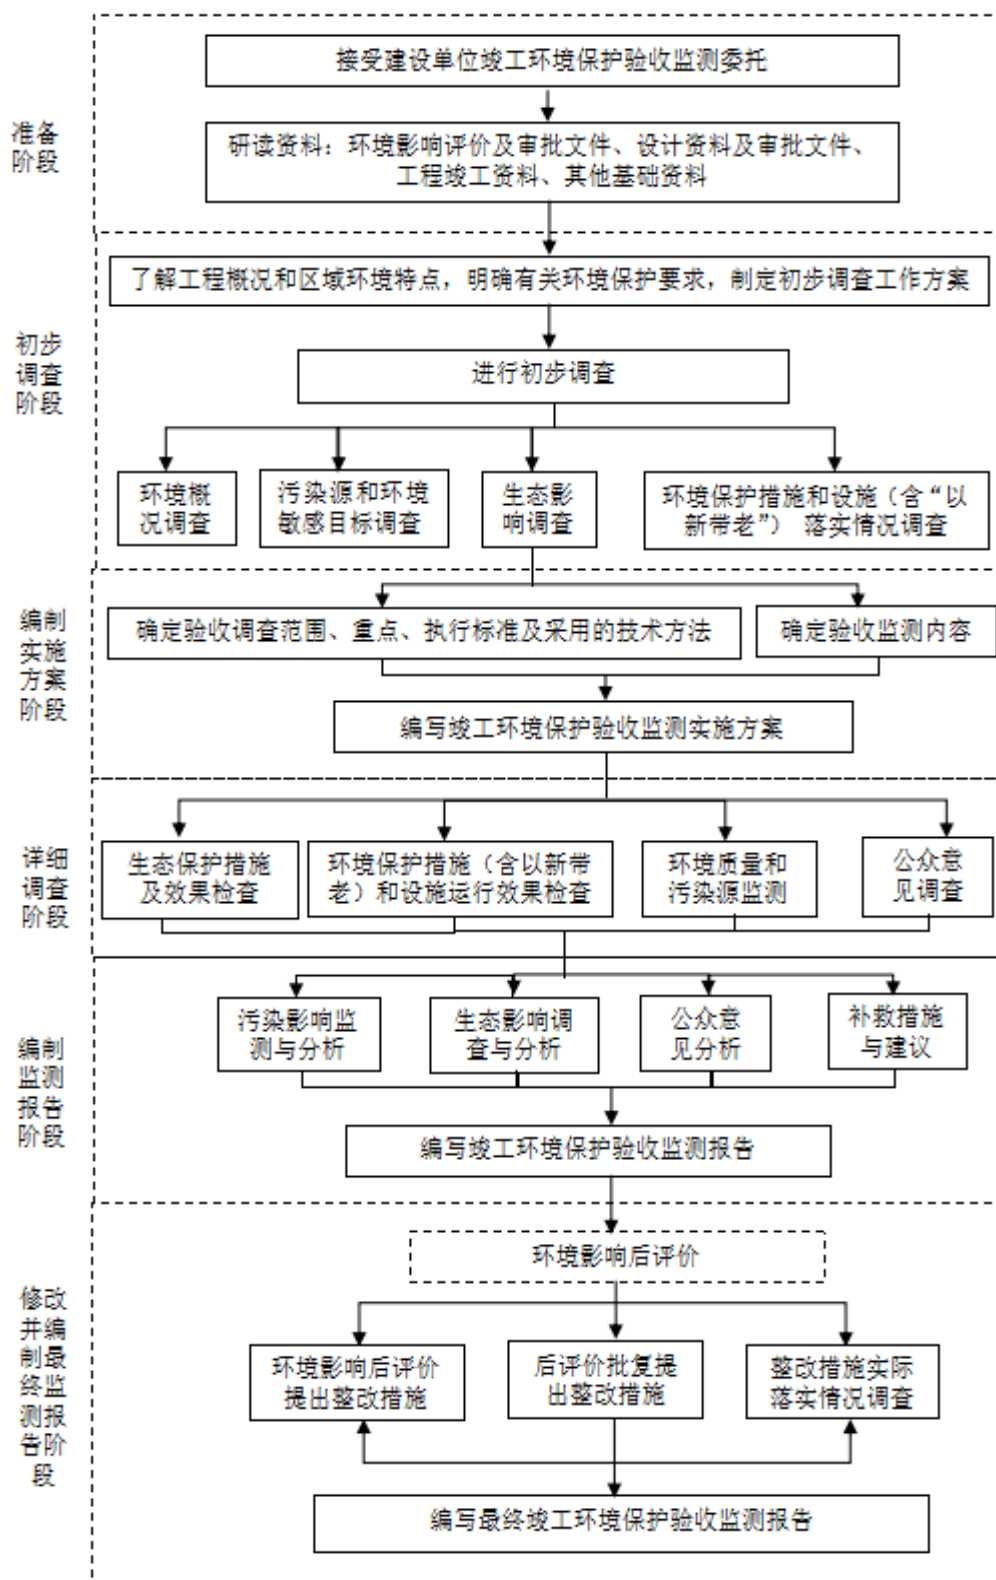 准备
阶段
接受建设单位竣工环境保护验收监测委托
研读资料：环境影响评价及审批文件、设计资料及审批文件、
工程竣工资料、其他基础资料
初步
调查
阶段
了解工程概况和区域环境特点，明确有关环境保护要求，制定初步调查工作方案
进行初步调查
环境概
况调查
污染源和环境
敏感目标调查
生态影
响调查
环境保护措施和设施（含“以
新带老”） 落实情况调查
编制
实施
方案
阶段
确定验收调查范围、重点、执行标准及采用的技术方法
确定验收监测内容
编写竣工环境保护验收监测实施方案
详细
调查
阶段
生态保护措施
及效果检查
环境保护措施（含以新带
老）和设施运行效果检查
环境质量和
污染源监测
公众意
见调查
编制
监测
报告
阶段
污染影响监
测与分析
生态影响调
查与分析
公众意
见分析
补救措施
与建议
编写竣工环境保护验收监测报告
修改
并编
制最
终监
测报
告阶
段
环境影响后评价
环境影响后评价
提出整改措施
后评价批复提
出整改措施
整改措施实际
落实情况调查
编写最终竣工环境保护验收监测报告